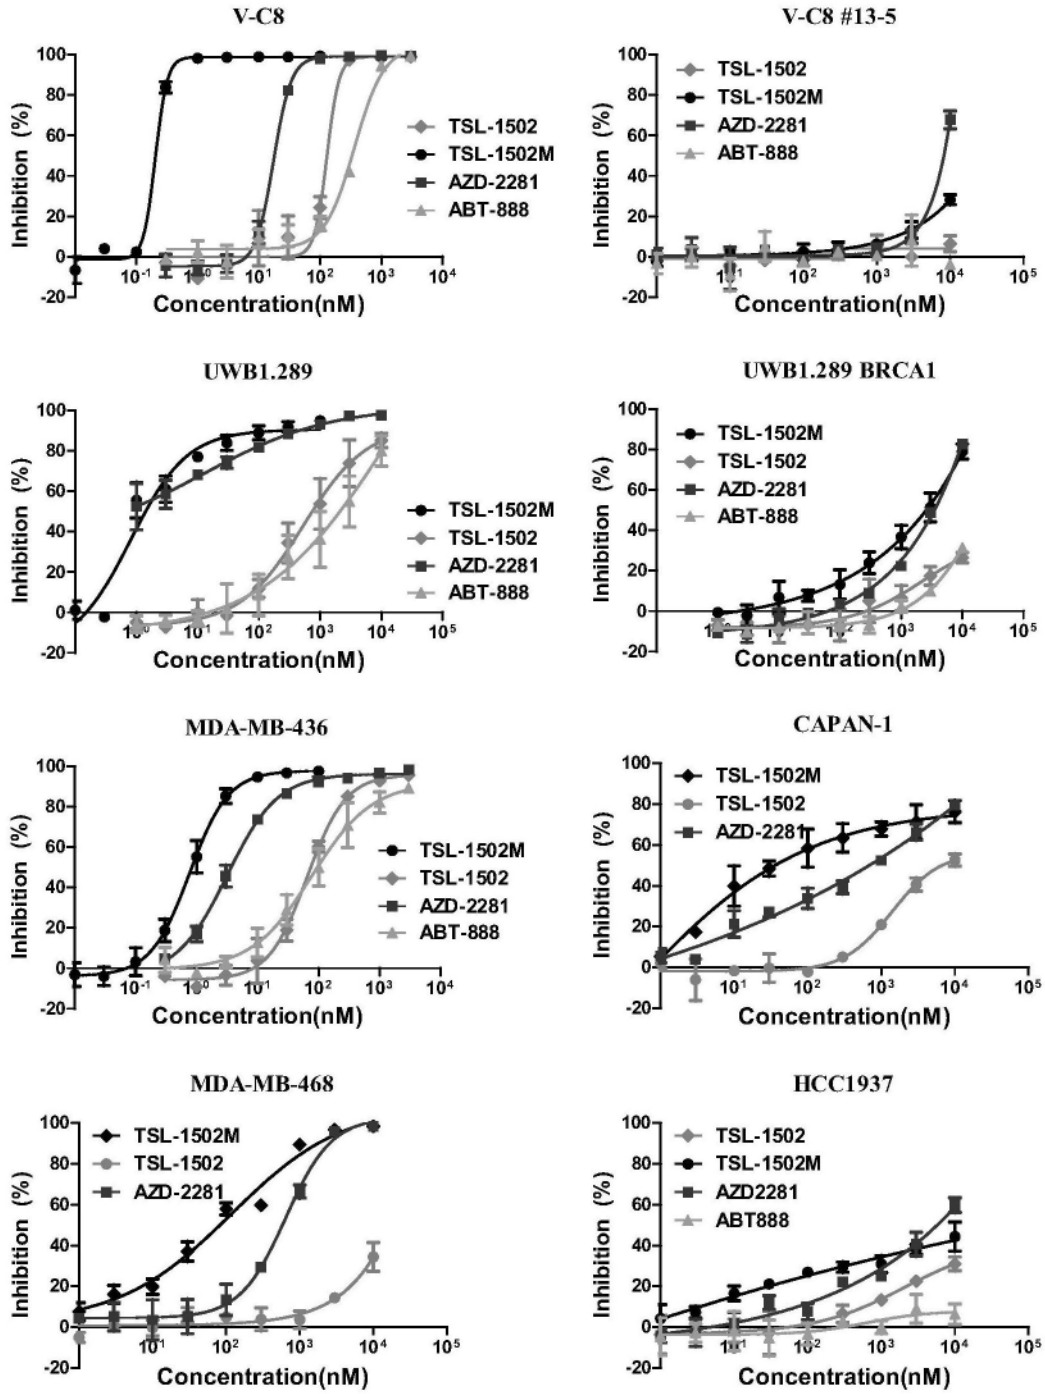 V-C8
Inhibition (%)
100
80
60
40
20
0
-20
10⁻¹ 10⁰ 10¹ 10² 10³ 10⁴
Concentration(nM)
TSL-1502
TSL-1502M
AZD-2281
ABT-888
V-C8 #13-5
Inhibition (%)
100
80
60
40
20
0
-20
10¹ 10² 10³ 10⁴ 10⁵
Concentration(nM)
TSL-1502
TSL-1502M
AZD-2281
ABT-888
UWB1.289
Inhibition (%)
100
80
60
40
20
0
-20
10⁰ 10¹ 10² 10³ 10⁴ 10⁵
Concentration(nM)
TSL-1502M
TSL-1502
AZD-2281
ABT-888
UWB1.289 BRCA1
Inhibition (%)
100
80
60
40
20
0
-20
10⁰ 10¹ 10² 10³ 10⁴ 10⁵
Concentration(nM)
TSL-1502M
TSL-1502
AZD-2281
ABT-888
MDA-MB-436
Inhibition (%)
100
80
60
40
20
0
-20
10⁻¹ 10⁰ 10¹ 10² 10³ 10⁴
Concentration(nM)
TSL-1502M
TSL-1502
AZD-2281
ABT-888
CAPAN-1
Inhibition (%)
100
80
60
40
20
0
-20
10¹ 10² 10³ 10⁴ 10⁵
Concentration(nM)
TSL-1502M
TSL-1502
AZD-2281
MDA-MB-468
Inhibition (%)
100
80
60
40
20
0
-20
10¹ 10² 10³ 10⁴ 10⁵
Concentration(nM)
TSL-1502M
TSL-1502
AZD-2281
HCC1937
Inhibition (%)
100
80
60
40
20
0
-20
10¹ 10² 10³ 10⁴ 10⁵
Concentration(nM)
TSL-1502
TSL-1502M
AZD2281
ABT888